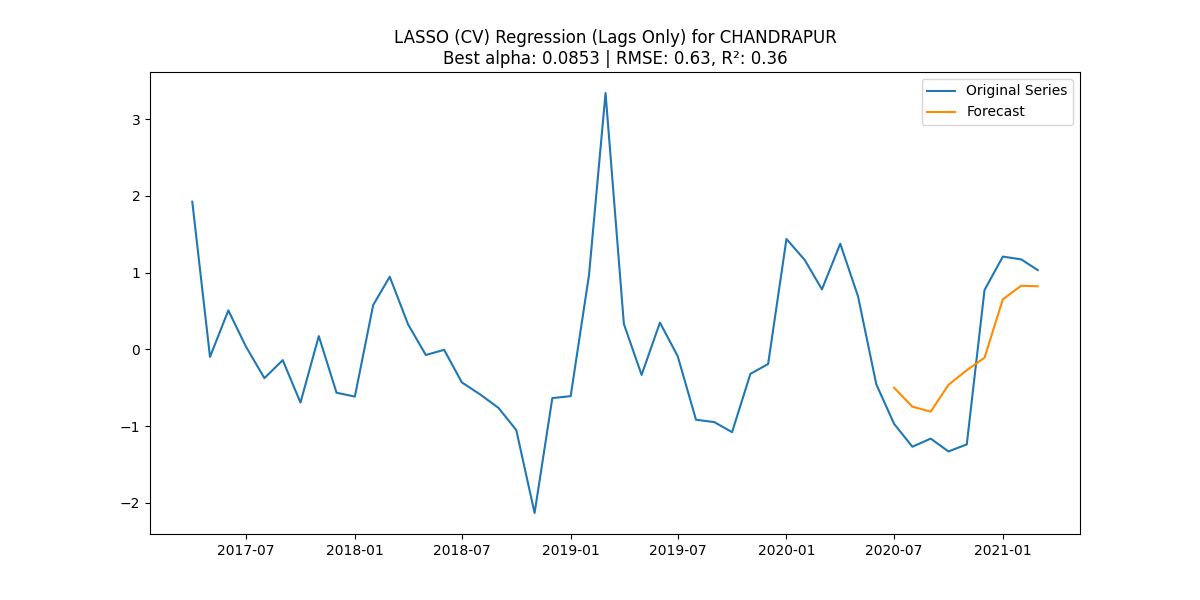 LASSO (CV) Regression (Lags Only) for CHANDRAPUR
Best alpha: 0.0853 | RMSE: 0.63, R²: 0.36
Original Series
Forecast
3
2
1
0
−1
−2
2017-07 2018-01 2018-07 2019-01 2019-07 2020-01 2020-07 2021-01